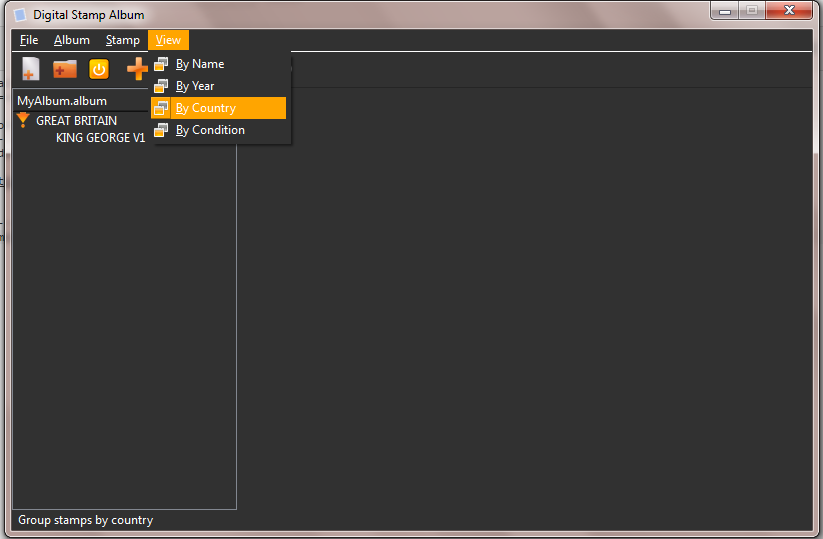 Digital Stamp Album
File Album Stamp View
By Name
By Year
By Country
By Condition
MyAlbum.album
GREAT BRITAIN
KING GEORGE V1
Group stamps by country